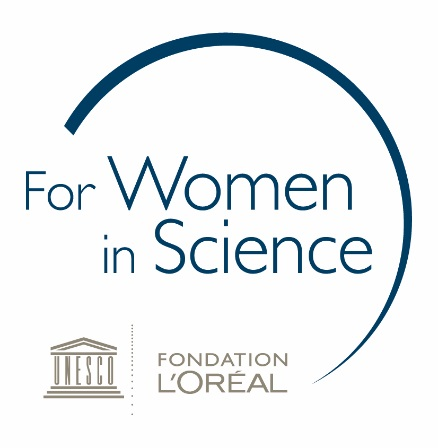 For Women
in Science
UNESCO
FONDATION
L'ORÉAL